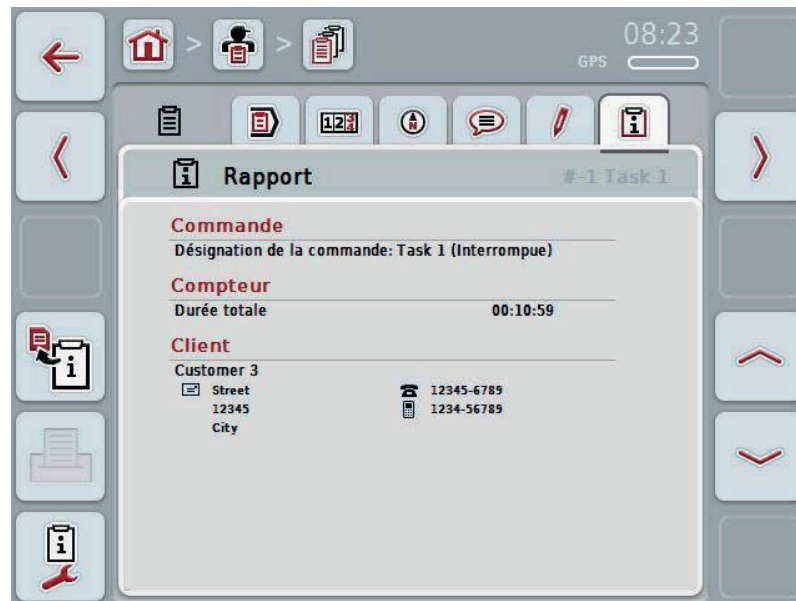 08:23
GPS
123
Rapport
#-1 Task 1
Commande
Désignation de la commande: Task 1 (Interrompue)
Compteur
Durée totale 00:10:59
Client
Customer 3
Street 12345-6789
12345 1234-56789
City